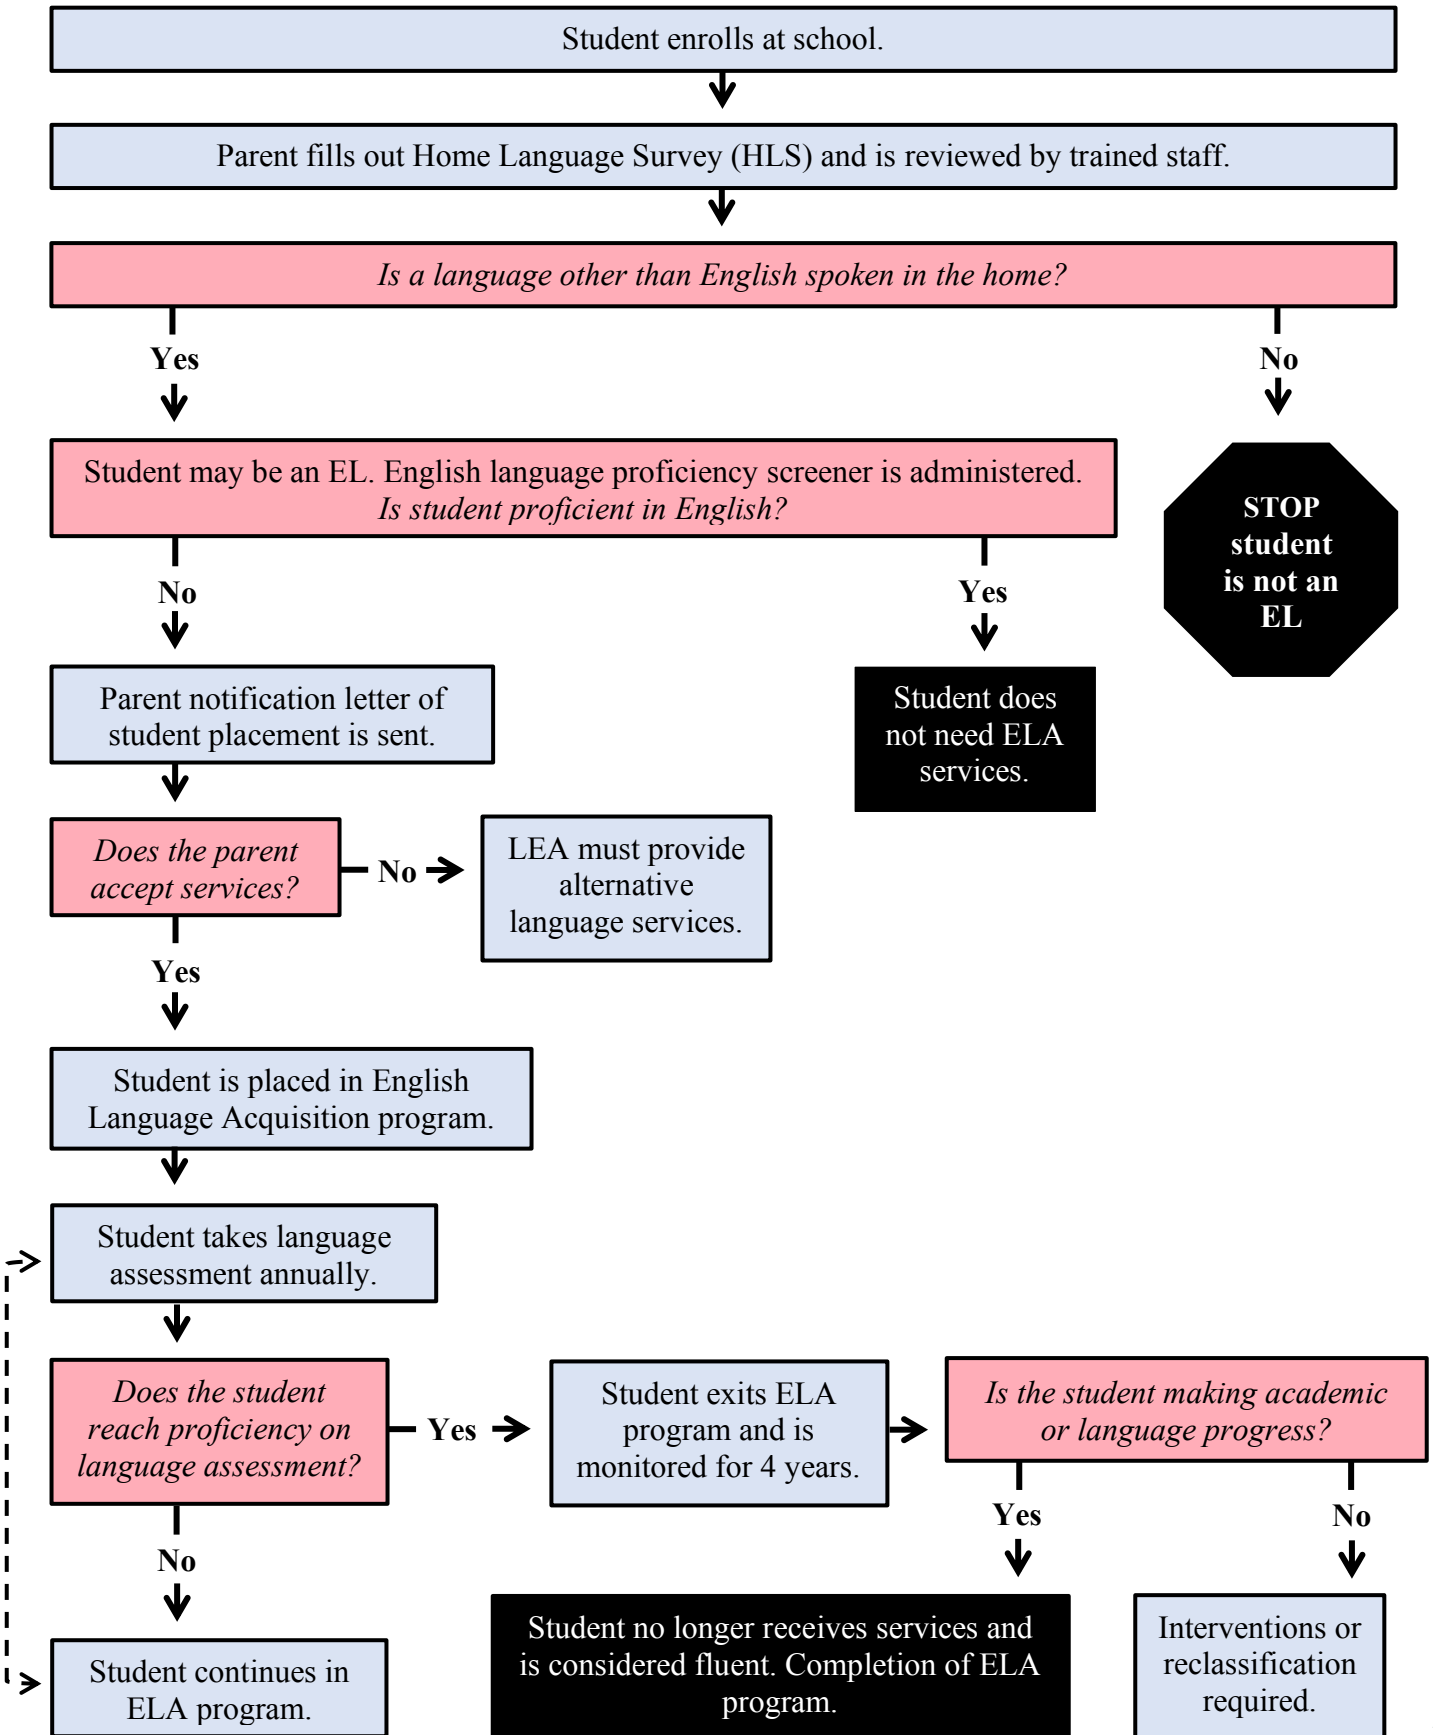 Student enrolls at school.
Parent fills out Home Language Survey (HLS) and is reviewed by trained staff.
Is a language other than English spoken in the home?
Yes
No
Student may be an EL. English language proficiency screener is administered.
Is student proficient in English?
STOP
student
is not an
EL
No
Yes
Parent notification letter of
student placement is sent.
Student does
not need ELA
services.
Does the parent
accept services?
No
LEA must provide
alternative
language services.
Yes
Student is placed in English
Language Acquisition program.
Student takes language
assessment annually.
Does the student
reach proficiency on
language assessment?
Yes
Student exits ELA
program and is
monitored for 4 years.
Is the student making academic
or language progress?
Yes
No
No
Student continues in
ELA program.
Student no longer receives services and
is considered fluent. Completion of ELA
program.
Interventions or
reclassification
required.